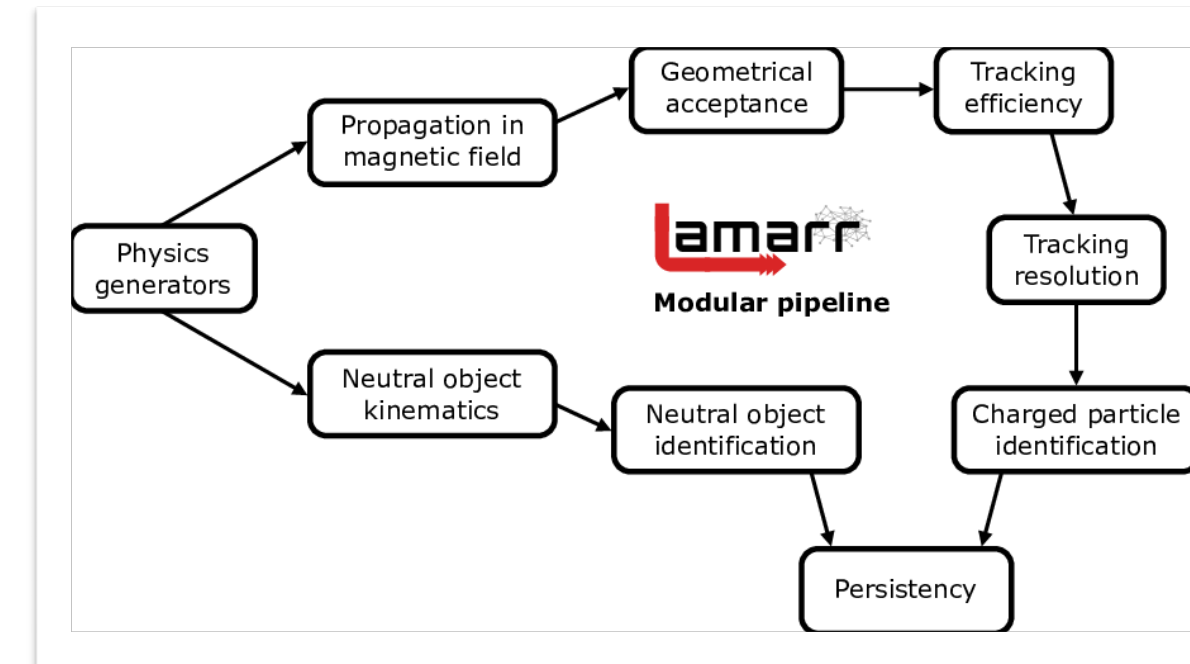 Geometrical
acceptance
Tracking
efficiency
Propagation in
magnetic field
Physics
generators
lamarr
Modular pipeline
Tracking
resolution
Neutral object
kinematics
Neutral object
identification
Charged particle
identification
Persistency